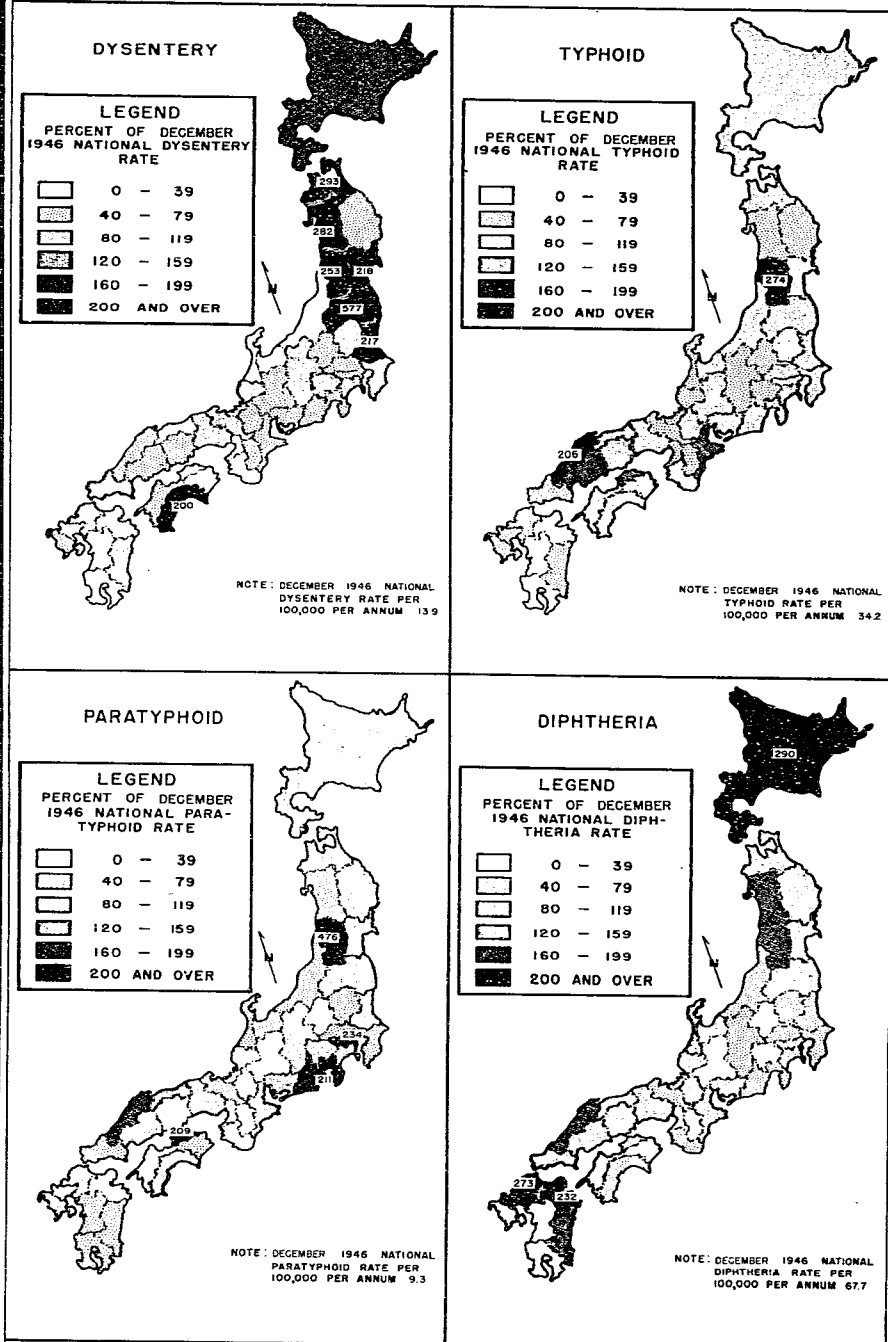 DYSENTERY
LEGEND
PERCENT OF DECEMBER
1946 NATIONAL DYSENTERY
RATE
0 – 39
40 – 79
80 – 119
120 – 159
160 – 199
200 AND OVER
293
282
253 218
577
217
200
N
NOTE: DECEMBER 1946 NATIONAL
DYSENTERY RATE PER
100,000 PER ANNUM 13.9
TYPHOID
LEGEND
PERCENT OF DECEMBER
1946 NATIONAL TYPHOID
RATE
0 – 39
40 – 79
80 – 119
120 – 159
160 – 199
200 AND OVER
274
206
N
NOTE: DECEMBER 1946 NATIONAL
TYPHOID RATE PER
100,000 PER ANNUM 34.2
PARATYPHOID
LEGEND
PERCENT OF DECEMBER
1946 NATIONAL PARA-
TYPHOID RATE
0 – 39
40 – 79
80 – 119
120 – 159
160 – 199
200 AND OVER
476
234
211
209
N
NOTE: DECEMBER 1946 NATIONAL
PARATYPHOID RATE PER
100,000 PER ANNUM 9.3
DIPHTHERIA
LEGEND
PERCENT OF DECEMBER
1946 NATIONAL DIPH-
THERIA RATE
0 – 39
40 – 79
80 – 119
120 – 159
160 – 199
200 AND OVER
290
273
232
N
NOTE: DECEMBER 1946 NATIONAL
DIPHTHERIA RATE PER
100,000 PER ANNUM 67.7